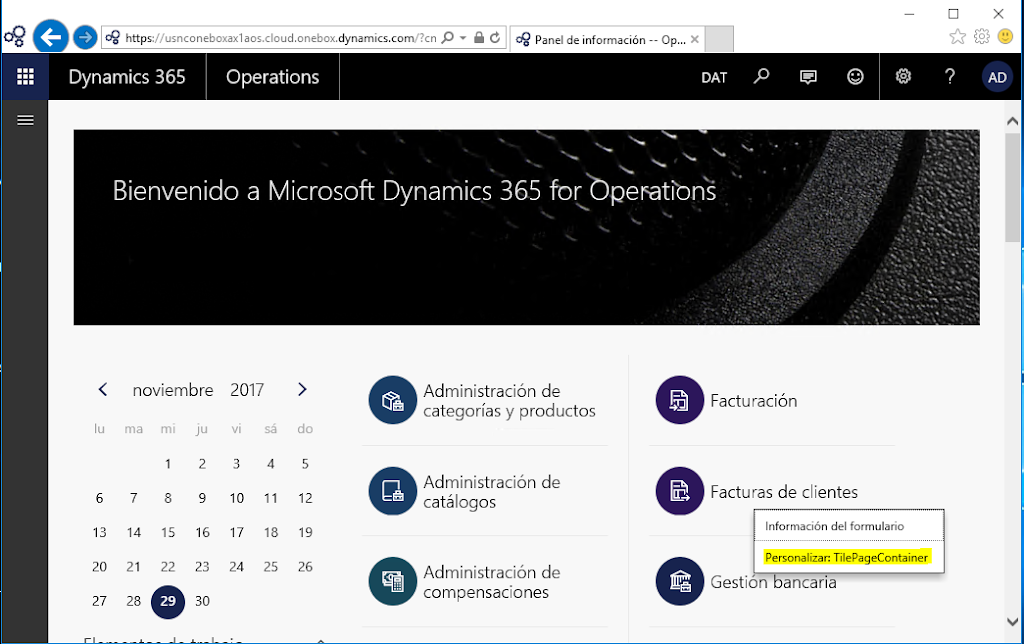 https://usnconeboxax1aos.cloud.onebox.dynamics.com/?cn
Panel de información -- Op...
Dynamics 365
Operations
DAT
?
AD
Bienvenido a Microsoft Dynamics 365 for Operations
noviembre 2017
lu ma mi ju vi sá do
1 2 3 4 5
6 7 8 9 10 11 12
13 14 15 16 17 18 19
20 21 22 23 24 25 26
27 28 29 30
Elementos de trabajo
Administración de
categorías y productos
Administración de
catálogos
Administración de
compensaciones
Facturación
Facturas de clientes
Información del formulario
Personalizar: TilePageContainer
Gestión bancaria